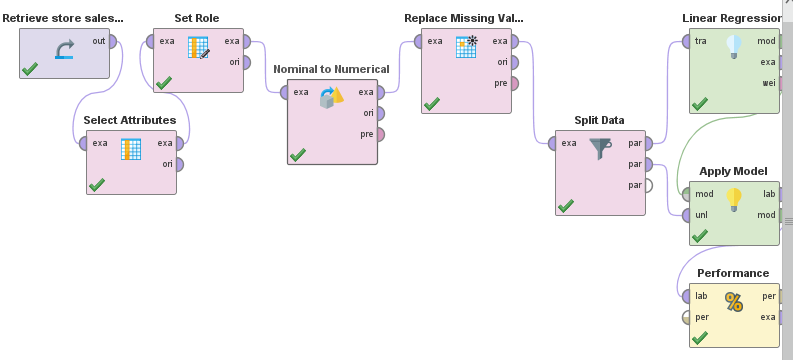 Retrieve store sales...
out
Set Role
exa exa
ori
Select Attributes
exa exa
ori
Nominal to Numerical
exa exa
ori
pre
Replace Missing Val...
exa exa
ori
pre
Split Data
exa par
par
par
Linear Regression
tra mod
exa
wei
Apply Model
mod lab
unl mod
Performance
lab per
per exa
%